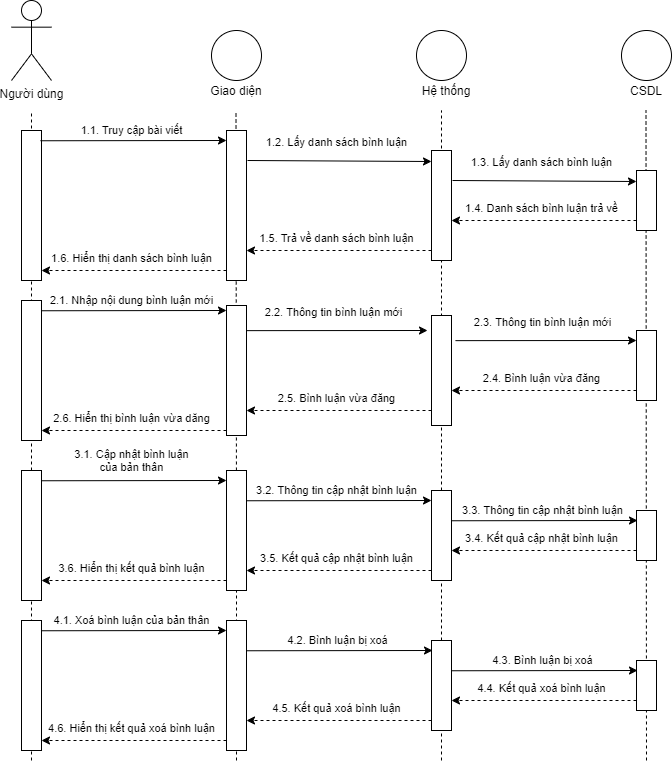 Người dùng
Giao diện
Hệ thống
CSDL
1.1. Truy cập bài viết
1.2. Lấy danh sách bình luận
1.3. Lấy danh sách bình luận
1.4. Danh sách bình luận trả về
1.5. Trả về danh sách bình luận
1.6. Hiển thị danh sách bình luận
2.1. Nhập nội dung bình luận mới
2.2. Thông tin bình luận mới
2.3. Thông tin bình luận mới
2.4. Bình luận vừa đăng
2.5. Bình luận vừa đăng
2.6. Hiển thị bình luận vừa dăng
3.1. Cập nhật bình luận
của bản thân
3.2. Thông tin cập nhật bình luận
3.3. Thông tin cập nhật bình luận
3.4. Kết quả cập nhật bình luận
3.5. Kết quả cập nhật bình luận
3.6. Hiển thị kết quả bình luận
4.1. Xoá bình luận của bản thân
4.2. Bình luận bị xoá
4.3. Bình luận bị xoá
4.4. Kết quả xoá bình luận
4.5. Kết quả xoá bình luận
4.6. Hiển thị kết quả xoá bình luận